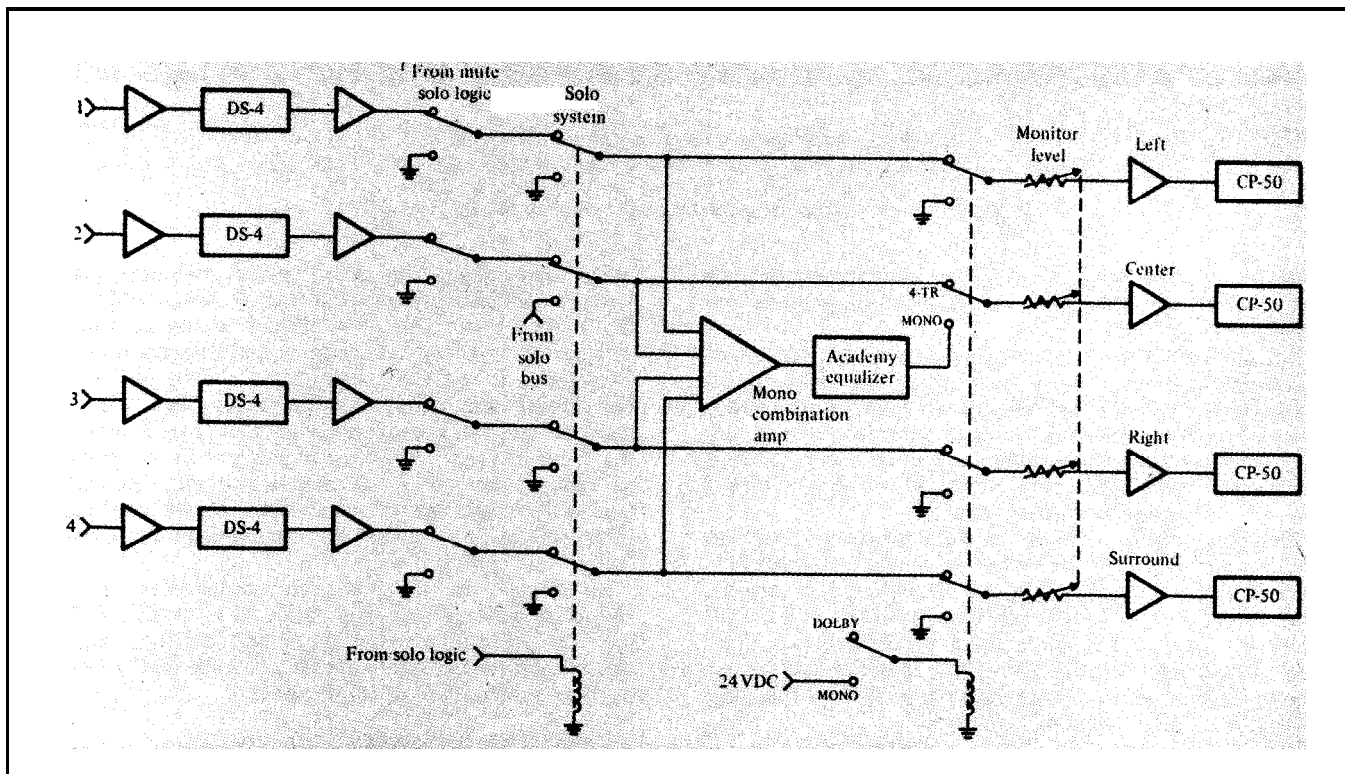 From mute
solo logic
Solo
system
1
DS-4
Monitor
level
Left
CP-50
2
DS-4
4-TR
MONO
Center
CP-50
From
solo
bus
Academy
equalizer
Mono
combination
amp
3
DS-4
Right
CP-50
4
DS-4
Surround
CP-50
DOLBY
From solo logic
24 VDC
MONO